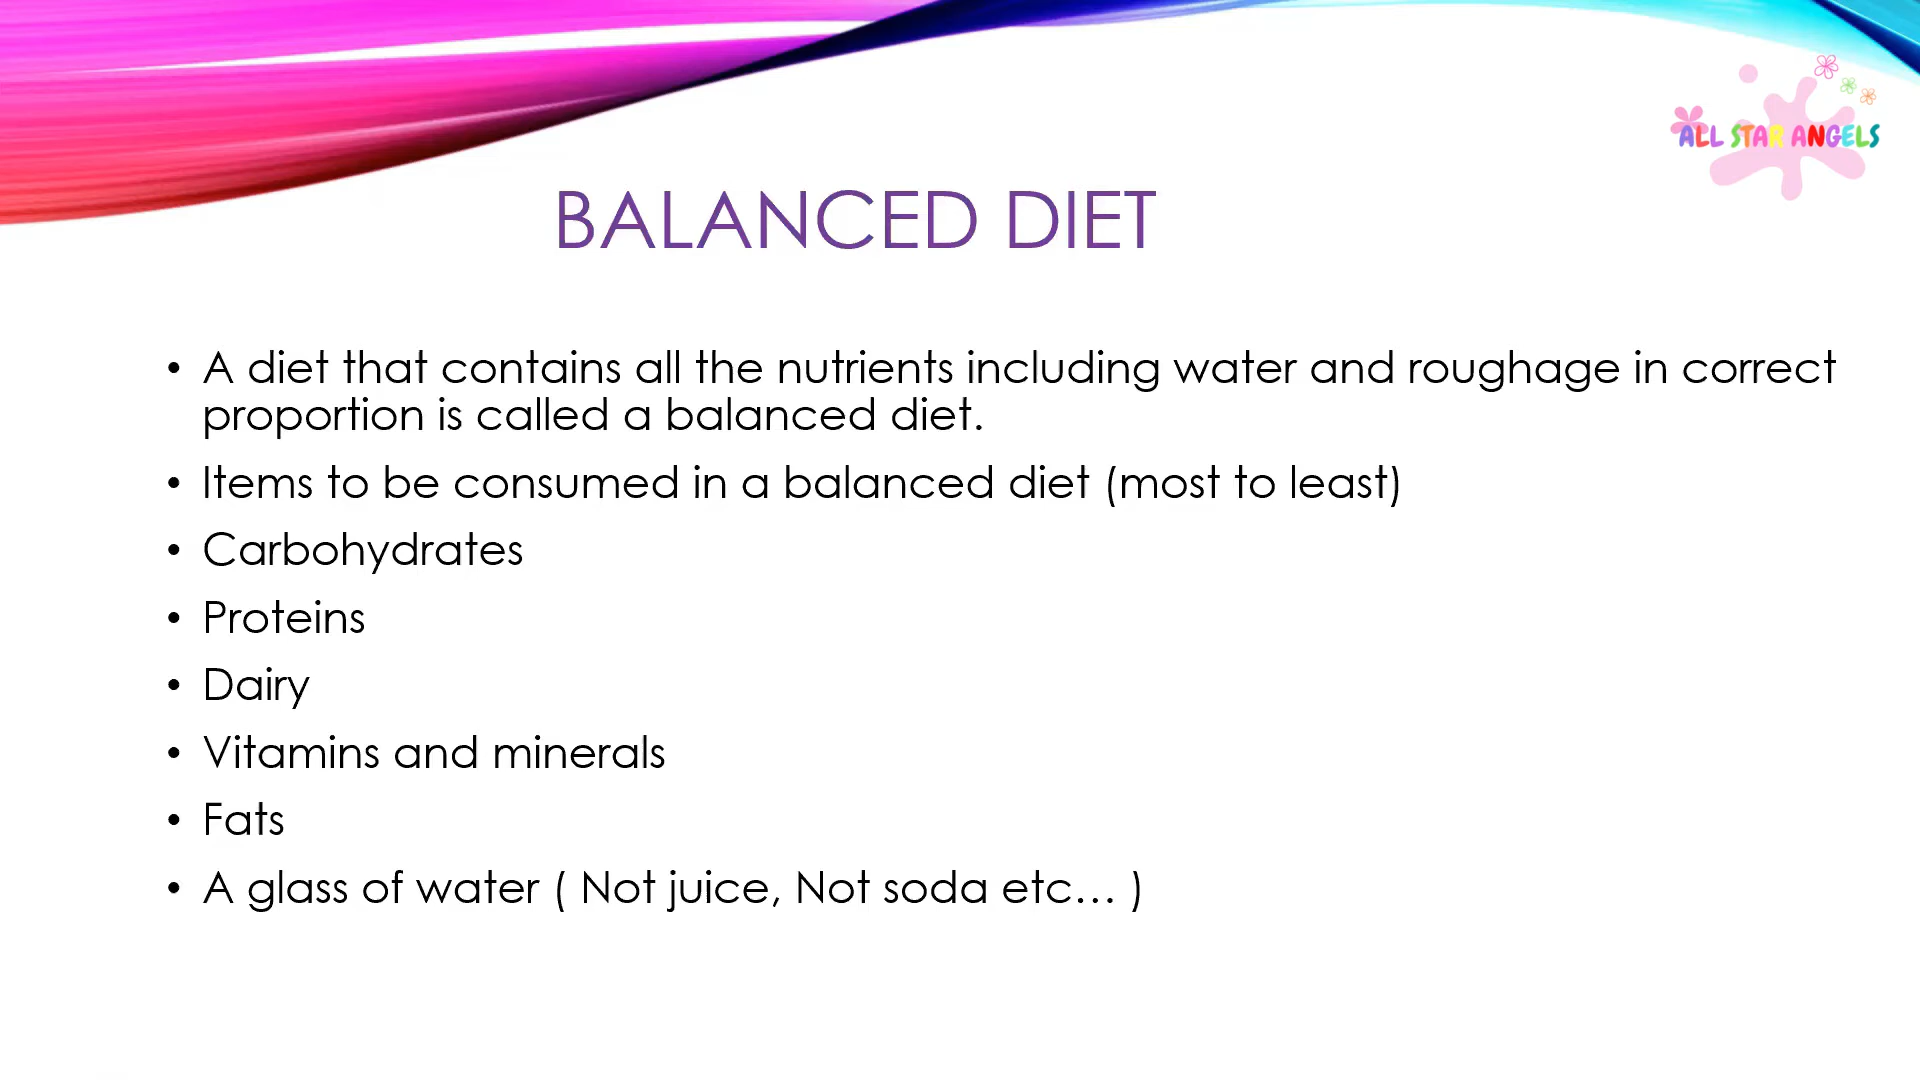 ALL STAR ANGELS
BALANCED DIET
• A diet that contains all the nutrients including water and roughage in correct
proportion is called a balanced diet.
• Items to be consumed in a balanced diet (most to least)
• Carbohydrates
• Proteins
• Dairy
• Vitamins and minerals
• Fats
• A glass of water ( Not juice, Not soda etc… )